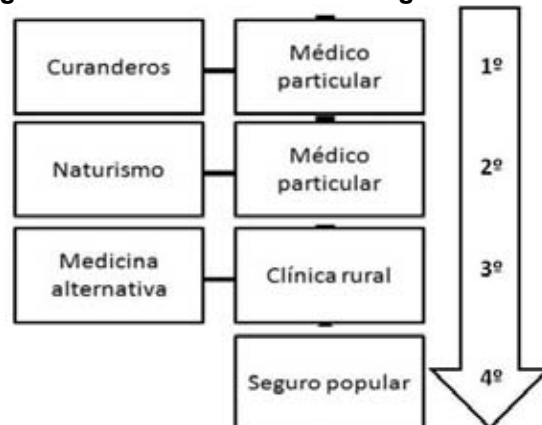 Curanderos
Médico
particular
1º
Naturismo
Médico
particular
2º
Medicina
alternativa
Clínica rural
3º
Seguro popular
4º